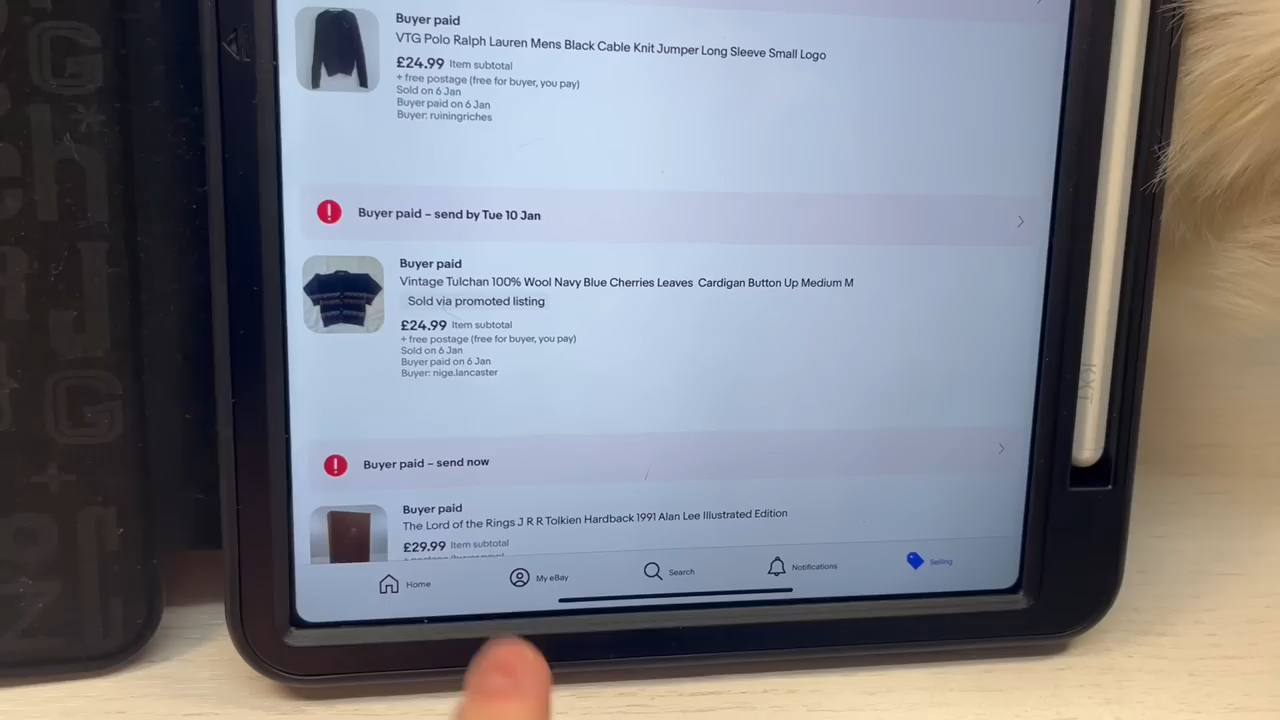 Buyer paid
VTG Polo Ralph Lauren Mens Black Cable Knit Jumper Long Sleeve Small Logo
£24.99 Item subtotal
+ free postage (free for buyer, you pay)
Sold on 6 Jan
Buyer paid on 6 Jan
Buyer: ruiningriches
Buyer paid – send by Tue 10 Jan
Buyer paid
Vintage Tulchan 100% Wool Navy Blue Cherries Leaves Cardigan Button Up Medium M
Sold via promoted listing
£24.99 Item subtotal
+ free postage (free for buyer, you pay)
Sold on 6 Jan
Buyer paid on 6 Jan
Buyer: nige.lancaster
Buyer paid – send now
Buyer paid
The Lord of the Rings J R R Tolkien Hardback 1991 Alan Lee Illustrated Edition
£29.99 Item subtotal
Home
My eBay
Search
Notifications
Selling
KXT